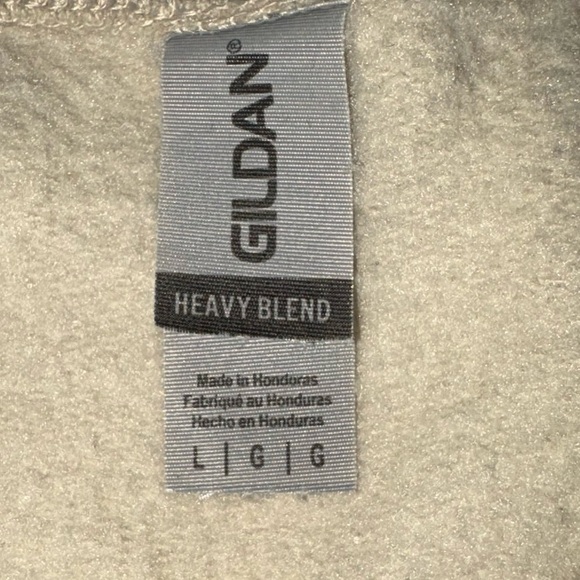 GILDAN®
HEAVY BLEND
Made in Honduras
Fabriqué au Honduras
Hecho en Honduras
L | G | G